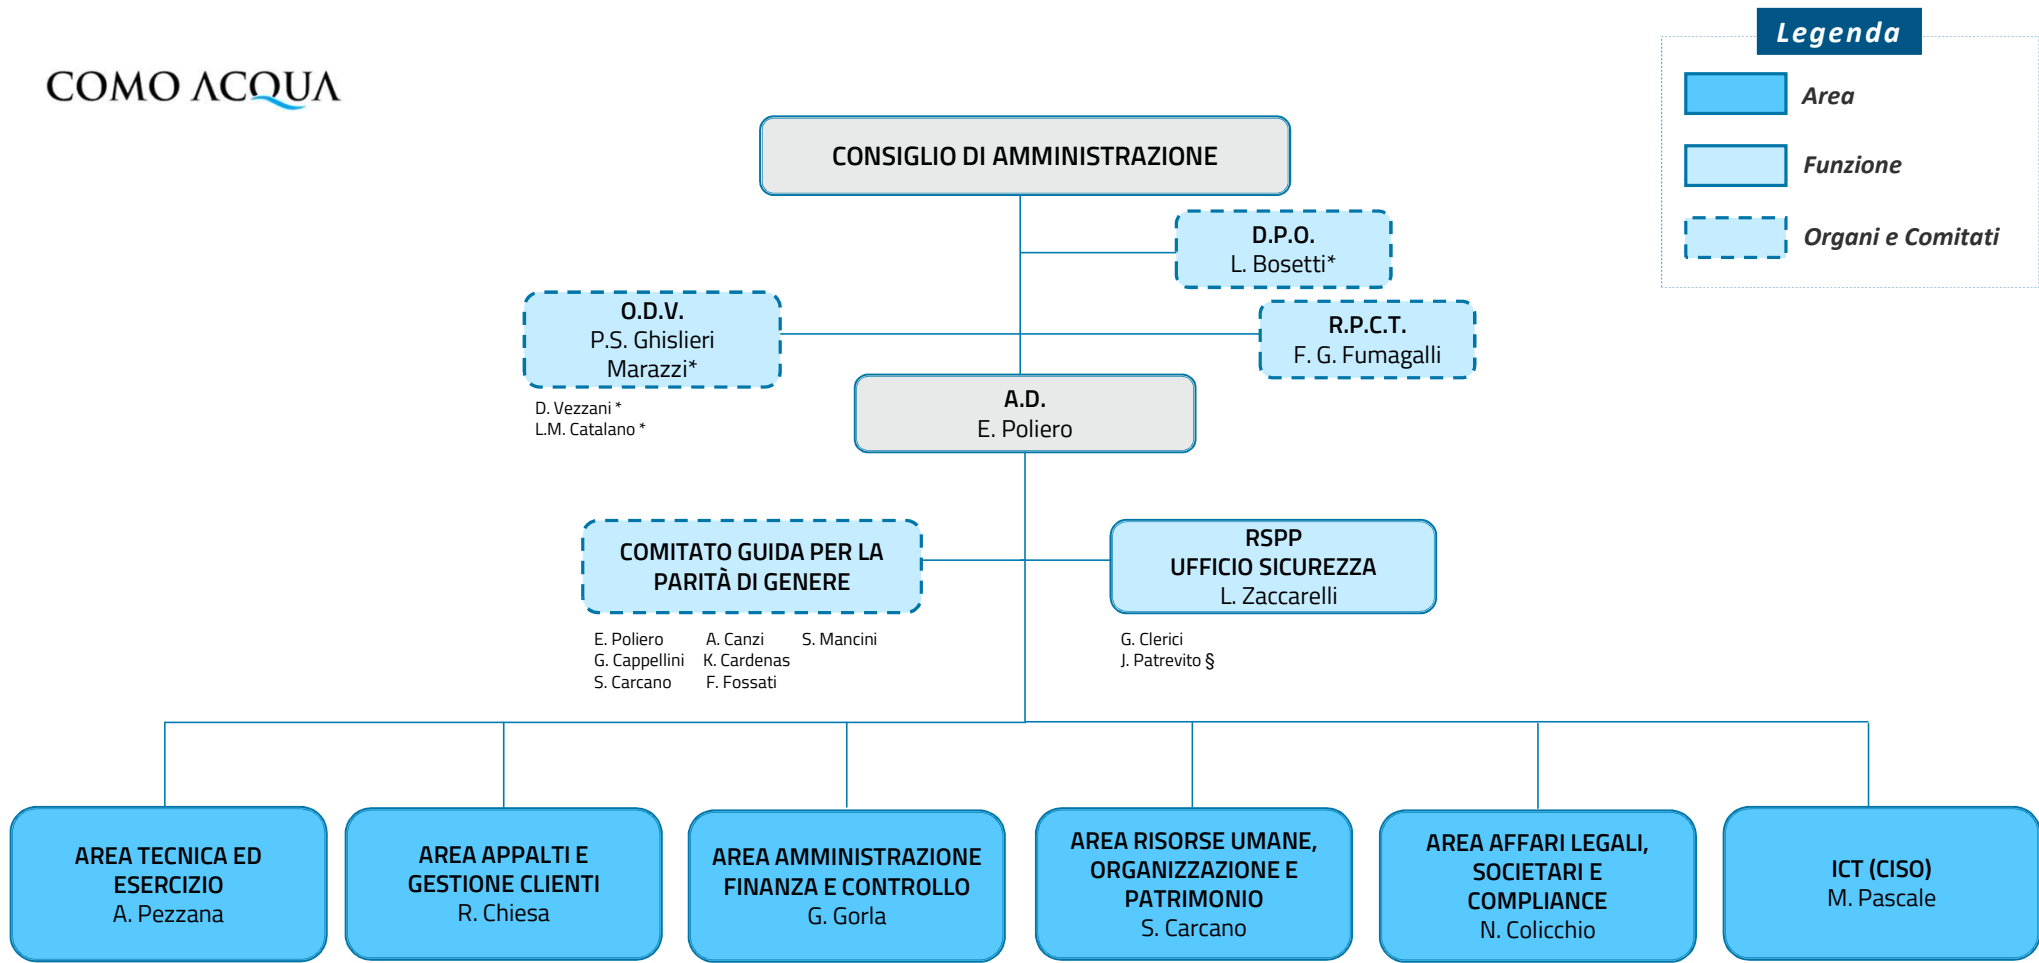 COMO ACQUA
Legenda
Area
Funzione
Organi e Comitati
CONSIGLIO DI AMMINISTRAZIONE
D.P.O.
L. Bosetti*
O.D.V.
P.S. Ghislieri
Marazzi*
D. Vezzani *
L.M. Catalano *
R.P.C.T.
F. G. Fumagalli
A.D.
E. Poliero
COMITATO GUIDA PER LA
PARITÀ DI GENERE
E. Poliero A. Canzi S. Mancini
G. Cappellini K. Cardenas
S. Carcano F. Fossati
RSPP
UFFICIO SICUREZZA
L. Zaccarelli
G. Clerici
J. Patrevito §
AREA TECNICA ED
ESERCIZIO
A. Pezzana
AREA APPALTI E
GESTIONE CLIENTI
R. Chiesa
AREA AMMINISTRAZIONE
FINANZA E CONTROLLO
G. Gorla
AREA RISORSE UMANE,
ORGANIZZAZIONE E
PATRIMONIO
S. Carcano
AREA AFFARI LEGALI,
SOCIETARI E
COMPLIANCE
N. Colicchio
ICT (CISO)
M. Pascale